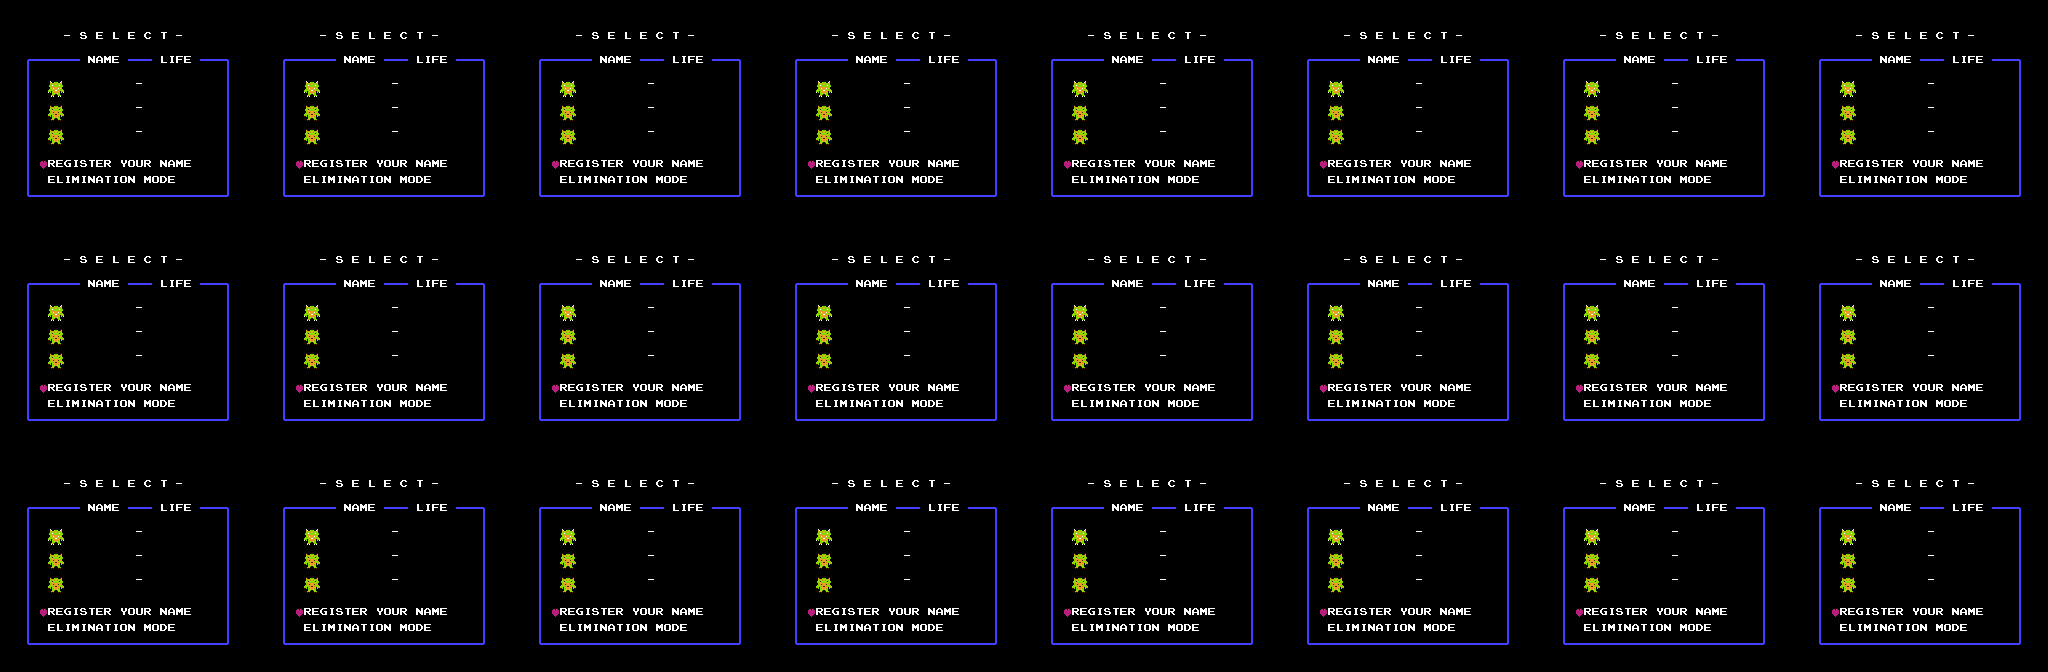 - S E L E C T - - S E L E C T - - S E L E C T - - S E L E C T - - S E L E C T - - S E L E C T - - S E L E C T - - S E L E C T -
NAME LIFE NAME LIFE NAME LIFE NAME LIFE NAME LIFE NAME LIFE NAME LIFE NAME LIFE
- - - - - - - -
- - - - - - - -
- - - - - - - -
REGISTER YOUR NAME REGISTER YOUR NAME REGISTER YOUR NAME REGISTER YOUR NAME REGISTER YOUR NAME REGISTER YOUR NAME REGISTER YOUR NAME REGISTER YOUR NAME
ELIMINATION MODE ELIMINATION MODE ELIMINATION MODE ELIMINATION MODE ELIMINATION MODE ELIMINATION MODE ELIMINATION MODE ELIMINATION MODE
- S E L E C T - - S E L E C T - - S E L E C T - - S E L E C T - - S E L E C T - - S E L E C T - - S E L E C T - - S E L E C T -
NAME LIFE NAME LIFE NAME LIFE NAME LIFE NAME LIFE NAME LIFE NAME LIFE NAME LIFE
- - - - - - - -
- - - - - - - -
- - - - - - - -
REGISTER YOUR NAME REGISTER YOUR NAME REGISTER YOUR NAME REGISTER YOUR NAME REGISTER YOUR NAME REGISTER YOUR NAME REGISTER YOUR NAME REGISTER YOUR NAME
ELIMINATION MODE ELIMINATION MODE ELIMINATION MODE ELIMINATION MODE ELIMINATION MODE ELIMINATION MODE ELIMINATION MODE ELIMINATION MODE
- S E L E C T - - S E L E C T - - S E L E C T - - S E L E C T - - S E L E C T - - S E L E C T - - S E L E C T - - S E L E C T -
NAME LIFE NAME LIFE NAME LIFE NAME LIFE NAME LIFE NAME LIFE NAME LIFE NAME LIFE
- - - - - - - -
- - - - - - - -
- - - - - - - -
REGISTER YOUR NAME REGISTER YOUR NAME REGISTER YOUR NAME REGISTER YOUR NAME REGISTER YOUR NAME REGISTER YOUR NAME REGISTER YOUR NAME REGISTER YOUR NAME
ELIMINATION MODE ELIMINATION MODE ELIMINATION MODE ELIMINATION MODE ELIMINATION MODE ELIMINATION MODE ELIMINATION MODE ELIMINATION MODE